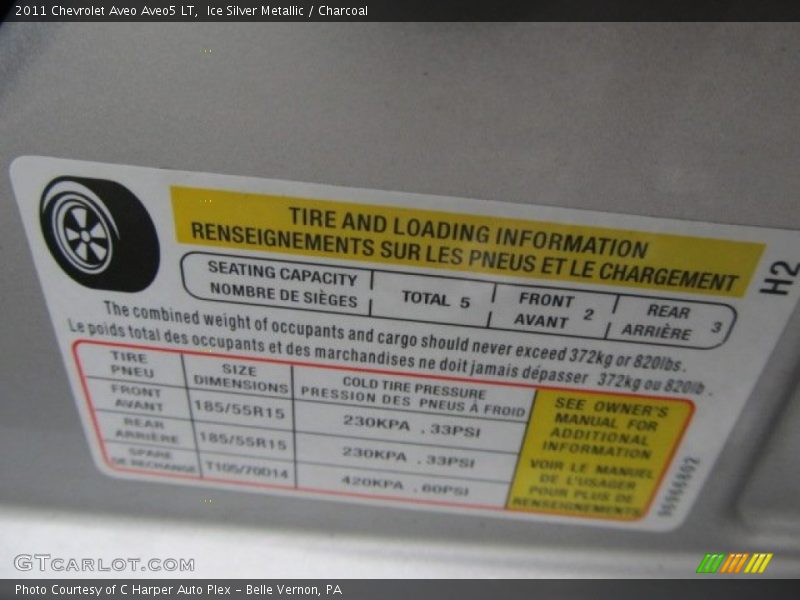 2011 Chevrolet Aveo Aveo5 LT, Ice Silver Metallic / Charcoal
TIRE AND LOADING INFORMATION
RENSEIGNEMENTS SUR LES PNEUS ET LE CHARGEMENT
SEATING CAPACITY
NOMBRE DE SIÈGES
TOTAL 5
FRONT
AVANT
2
REAR
ARRIÈRE
3
H2
The combined weight of occupants and cargo should never exceed 372kg or 820lbs.
Le poids total des occupants et des marchandises ne doit jamais dépasser 372kg ou 820lb.
TIRE
PNEU
SIZE
DIMENSIONS
COLD TIRE PRESSURE
PRESSION DES PNEUS À FROID
FRONT
AVANT
185/55R15
230KPA , 33PSI
REAR
ARRIÈRE
185/55R15
230KPA , 33PSI
SPARE
DE RECHANGE
T105/70D14
420KPA , 60PSI
SEE OWNER'S
MANUAL FOR
ADDITIONAL
INFORMATION
VOIR LE MANUEL
DE L'USAGER
POUR PLUS DE
RENSEIGNEMENTS
GTCARLOT.COM
Photo Courtesy of C Harper Auto Plex - Belle Vernon, PA